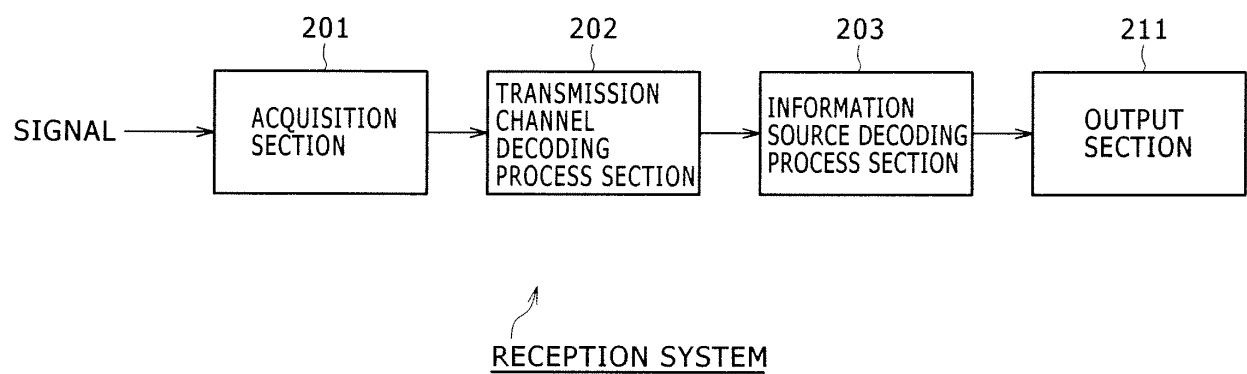 201
202
203
211
SIGNAL
ACQUISITION
SECTION
TRANSMISSION
CHANNEL
DECODING
PROCESS SECTION
INFORMATION
SOURCE DECODING
PROCESS SECTION
OUTPUT
SECTION
RECEPTION SYSTEM